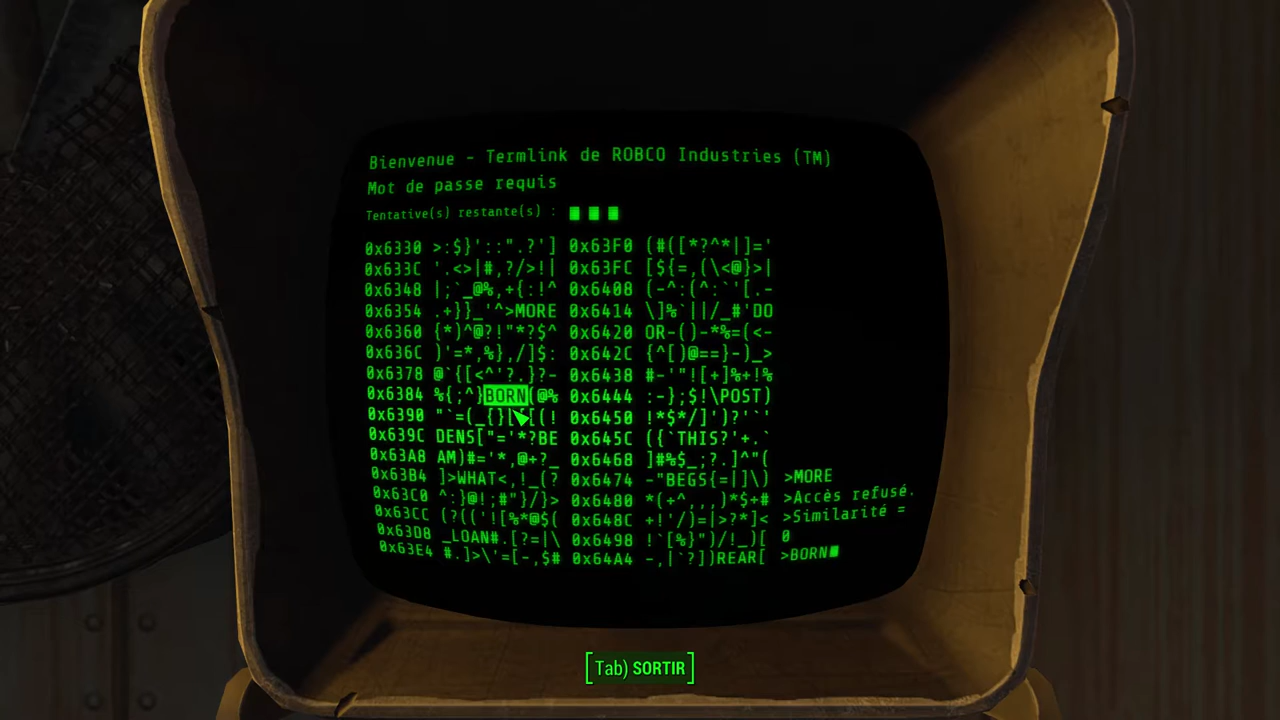 Bienvenue - Termlink de ROBCO Industries (TM)
Mot de passe requis
Tentative(s) restante(s) : ■ ■ ■
0x6330 >:$}'::".?'] 0x63F0 (#([*?^*|]='
0x633C '.<>|#,?/>!| 0x63FC [${=,(\<@}>|
0x6348 |;`_@%,+{:!^ 0x6408 (-^:(^:`'[.-
0x6354 .+}}_'^>MORE 0x6414 \]%`||/_#'DO
0x6360 {*)^@?!"*?$^ 0x6420 OR-()-*%=(<-
0x636C )'=*,%},/]$: 0x642C {^[)@==}-)_>
0x6378 @`{[<^'?.}?- 0x6438 #-'"![+]%+!%
0x6384 %{;^}BORN(@% 0x6444 :-};$!\POST)
0x6390 "`=(_{}[ [(! 0x6450 !*$*/]')?'`'
0x639C DENS["='*?BE 0x645C ({`THIS?'+.`
0x63A8 AM)#='*,@+?_ 0x6468 ]#%$_;?.]^"(
0x63B4 ]>WHAT<,!_(? 0x6474 -"BEGS{=|]\) >MORE
0x63C0 ^:}@!;#"}/}> 0x6480 *(+^,,,)*$+# >Accès refusé.
0x63CC (?(('![%*@$( 0x648C +!'/)=|>?*]< >Similarité =
0x63D8 _LOAN#.[?=|\ 0x6498 !`[%}")/!_)[ 0
0x63E4 #.]>\'=[-,$# 0x64A4 -,|`?])REAR[ >BORN■
[Tab) SORTIR]